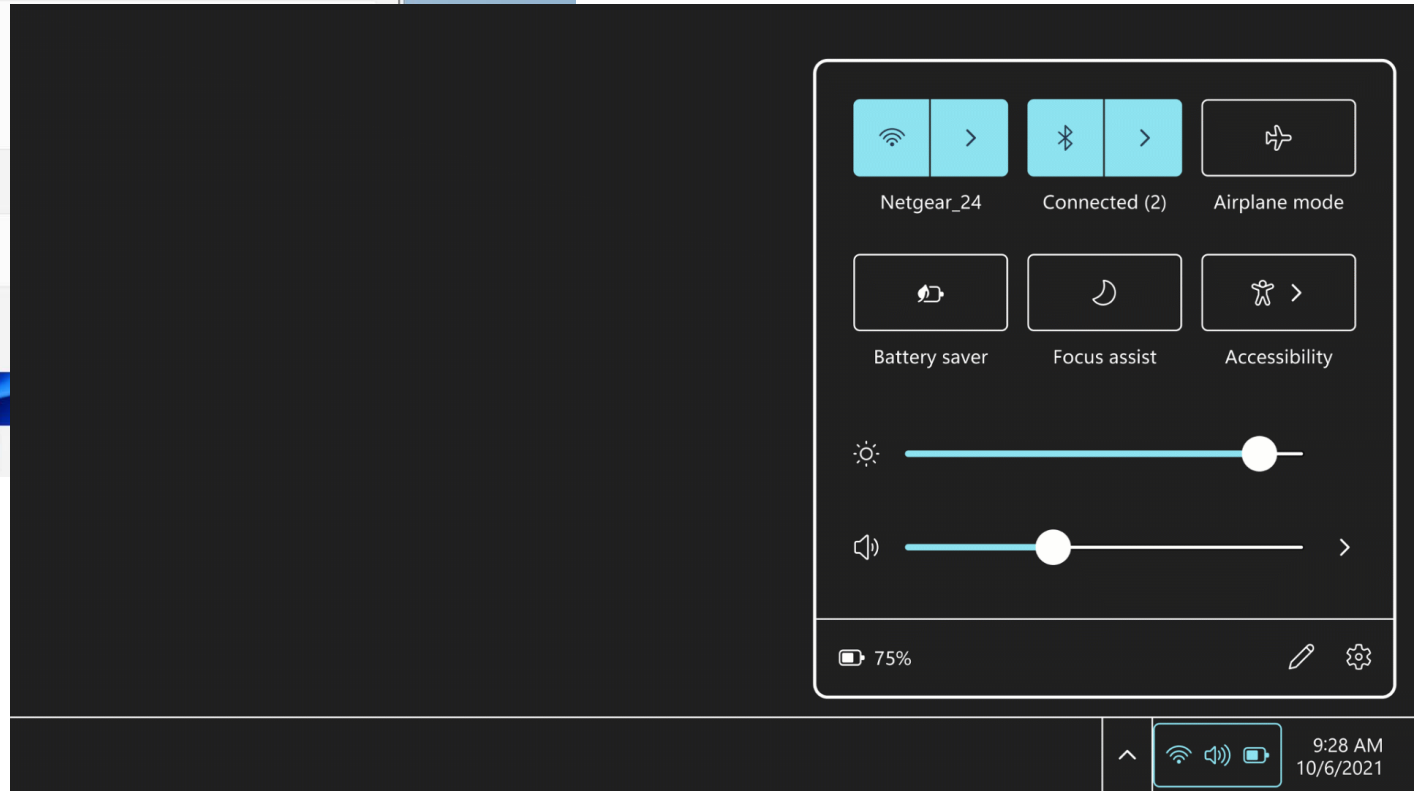 Netgear_24
Connected (2)
Airplane mode
Battery saver
Focus assist
Accessibility
75%
9:28 AM
10/6/2021